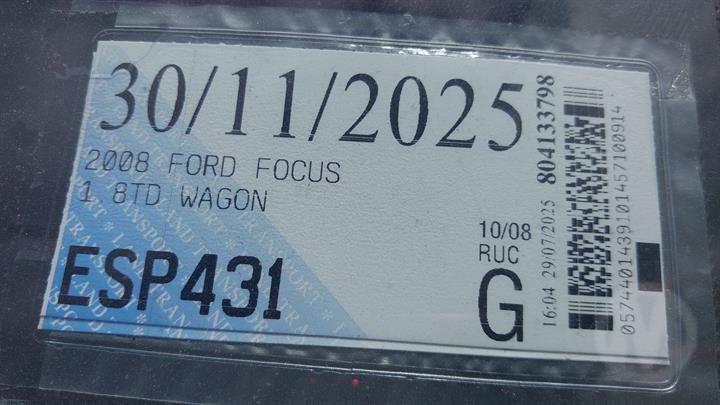 30/11/2025
2008 FORD FOCUS
1.8TD WAGON
ESP431
10/08
RUC
G
16:04 29/07/2025 804133798
0574401439101457100914